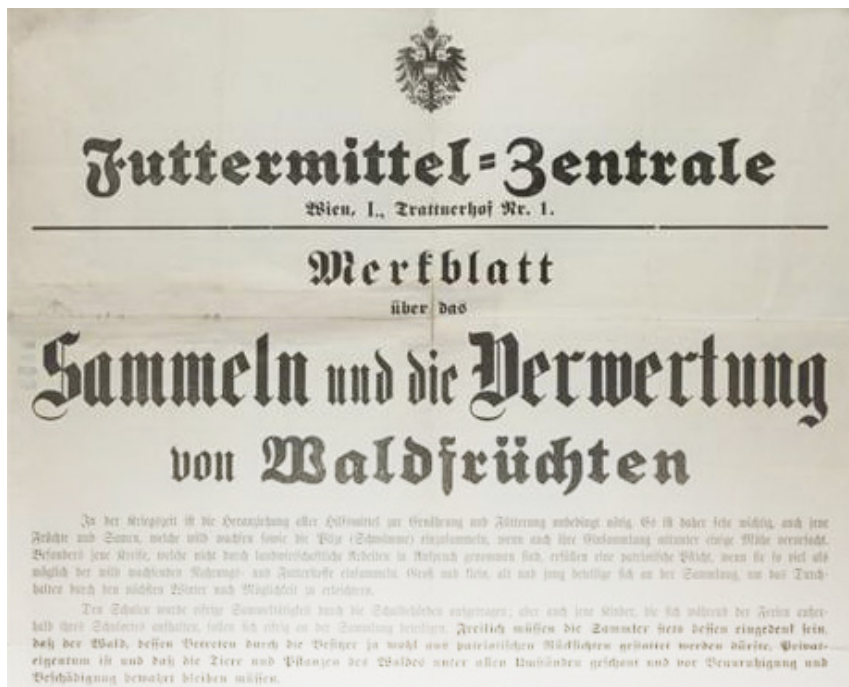 Futtermittel=Zentrale
Wien, I., Trattnerhof Nr. 1.
Merkblatt
über das
Sammeln und die Verwertung
von Waldfrüchten
In der Kriegszeit ist die Heranziehung aller Hilfsmittel zur Ernährung und Fütterung unbedingt nötig. Es ist daher sehr wichtig, auch jene
Früchte und Samen, welche wild wachsen sowie die Pilze (Schwämme) einzusammeln, wenn auch ihre Einsammlung mitunter einige Mühe verursacht.
Besonders jene Kreise, welche nicht durch landwirtschaftliche Arbeiten in Anspruch genommen sind, erfüllen eine patriotische Pflicht, wenn sie so viel als
möglich der wild wachsenden Nahrungs- und Futterstoffe einsammeln. Groß und klein, alt und jung beteilige sich an der Sammlung, um das Durch-
halten durch den nächsten Winter nach Möglichkeit zu erleichtern.
Den Schulen wurde eifrige Sammeltätigkeit durch die Schulbehörden aufgetragen; aber auch jene Kinder, die sich während der Ferien außer-
halb ihres Schulortes aufhalten, sollen sich eifrig an der Sammlung beteiligen. Freilich müssen die Sammler stets dessen eingedenk sein,
daß der Wald, dessen Betreten durch die Besitzer ja wohl aus patriotischen Rücksichten gestattet werden dürfte, Privat-
eigentum ist und daß die Tiere und Pflanzen des Waldes unter allen Umständen geschont und vor Beunruhigung und
Beschädigung bewahrt bleiben müssen.